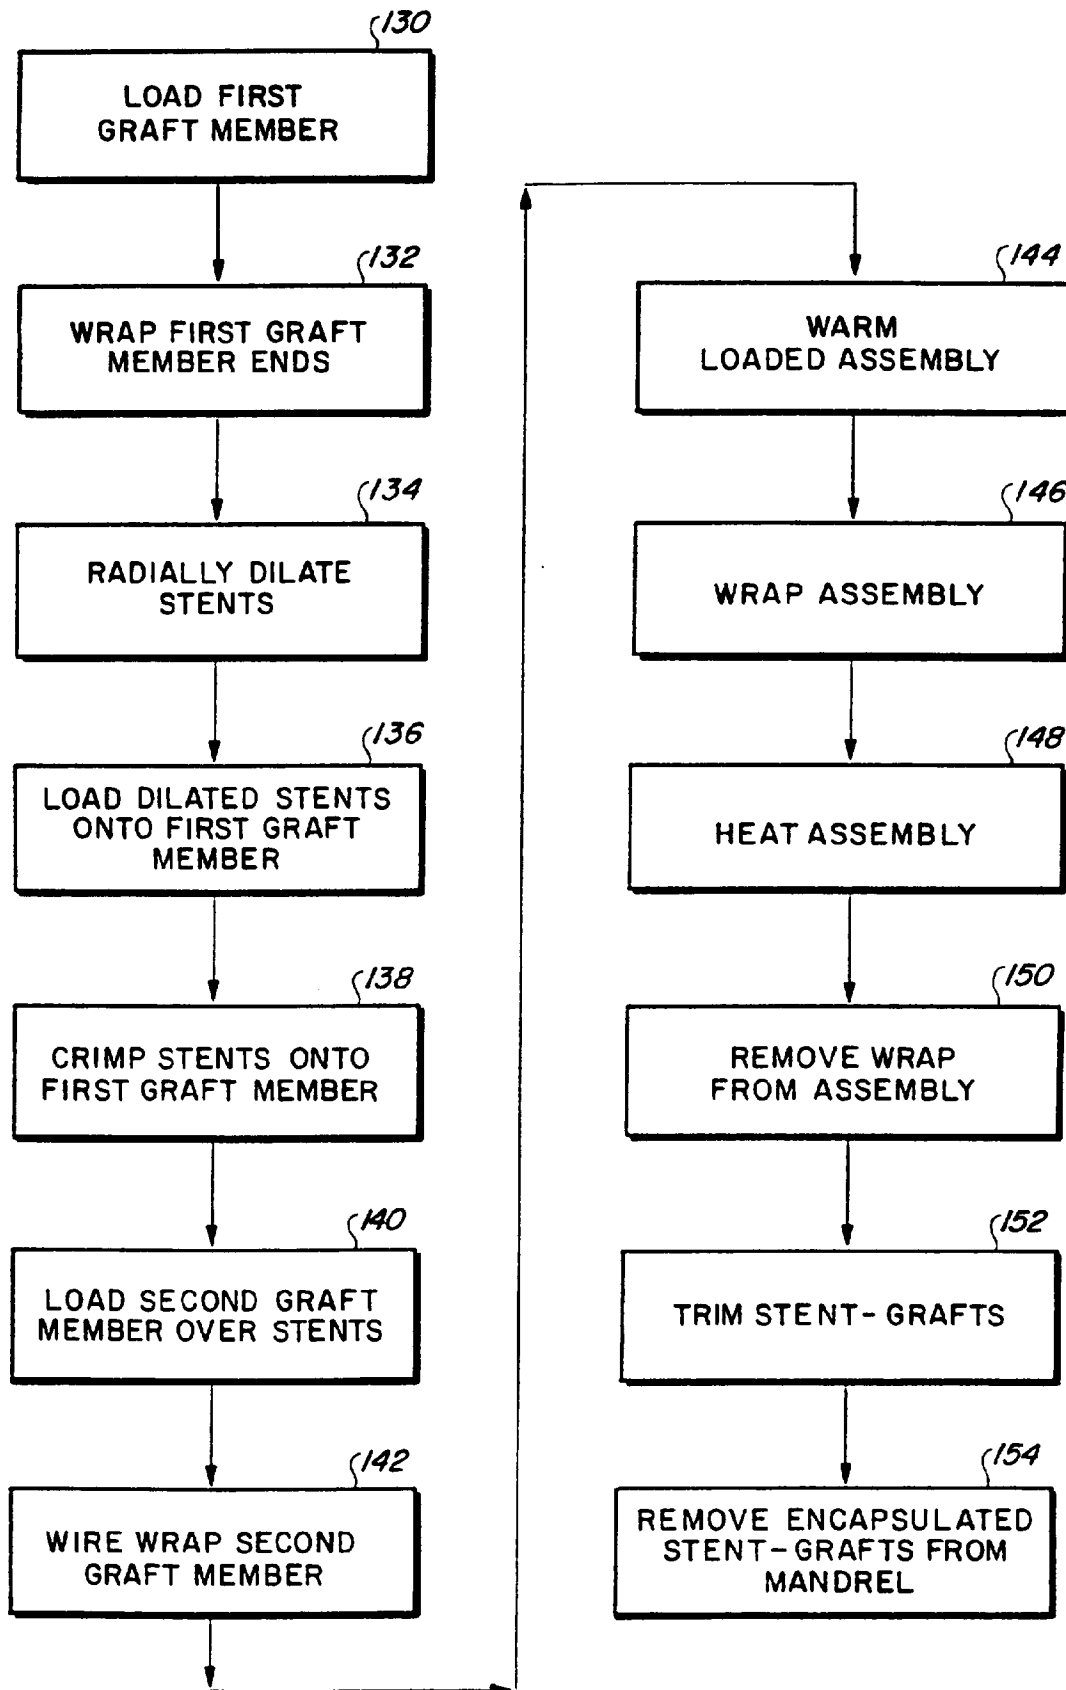 130
LOAD FIRST
GRAFT MEMBER
132
WRAP FIRST GRAFT
MEMBER ENDS
134
RADIALLY DILATE
STENTS
136
LOAD DILATED STENTS
ONTO FIRST GRAFT
MEMBER
138
CRIMP STENTS ONTO
FIRST GRAFT MEMBER
140
LOAD SECOND GRAFT
MEMBER OVER STENTS
142
WIRE WRAP SECOND
GRAFT MEMBER
144
WARM
LOADED ASSEMBLY
146
WRAP ASSEMBLY
148
HEAT ASSEMBLY
150
REMOVE WRAP
FROM ASSEMBLY
152
TRIM STENT-GRAFTS
154
REMOVE ENCAPSULATED
STENT-GRAFTS FROM
MANDREL